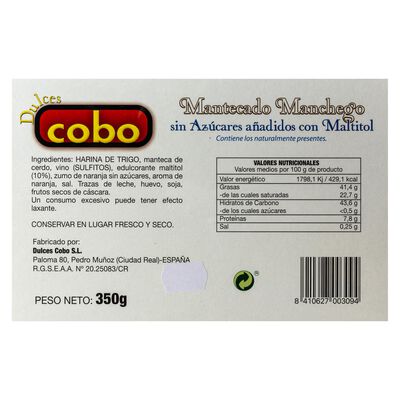 Dulces
cobo
Mantecado Manchego
sin Azúcares añadidos con Maltitol
Contiene los naturalmente presentes.
Ingredientes: HARINA DE TRIGO, manteca de
cerdo, vino (SULFITOS), edulcorante maltitol
(10%), zumo de naranja sin azúcares, aroma de
naranja, sal. Trazas de leche, huevo, soja,
frutos secos de cáscara.
Un consumo excesivo puede tener efecto
laxante.
CONSERVAR EN LUGAR FRESCO Y SECO.
Fabricado por:
Dulces Cobo S.L.
Paloma 80, Pedro Muñoz (Ciudad Real)-ESPAÑA
R.G.S.E.A.A. Nº 20.25083/CR
PESO NETO: 350g
VALORES NUTRICIONALES
Valores medios por 100 g de producto
Valor energético 1798,1 Kj / 429,1 kcal
Grasas 41,4 g
-de las cuales saturadas 22,7 g
Hidratos de Carbono 43,6 g
-de los cuales azúcares <0,5 g
Proteínas 7,8 g
Sal 0,25 g
8 410627 003094